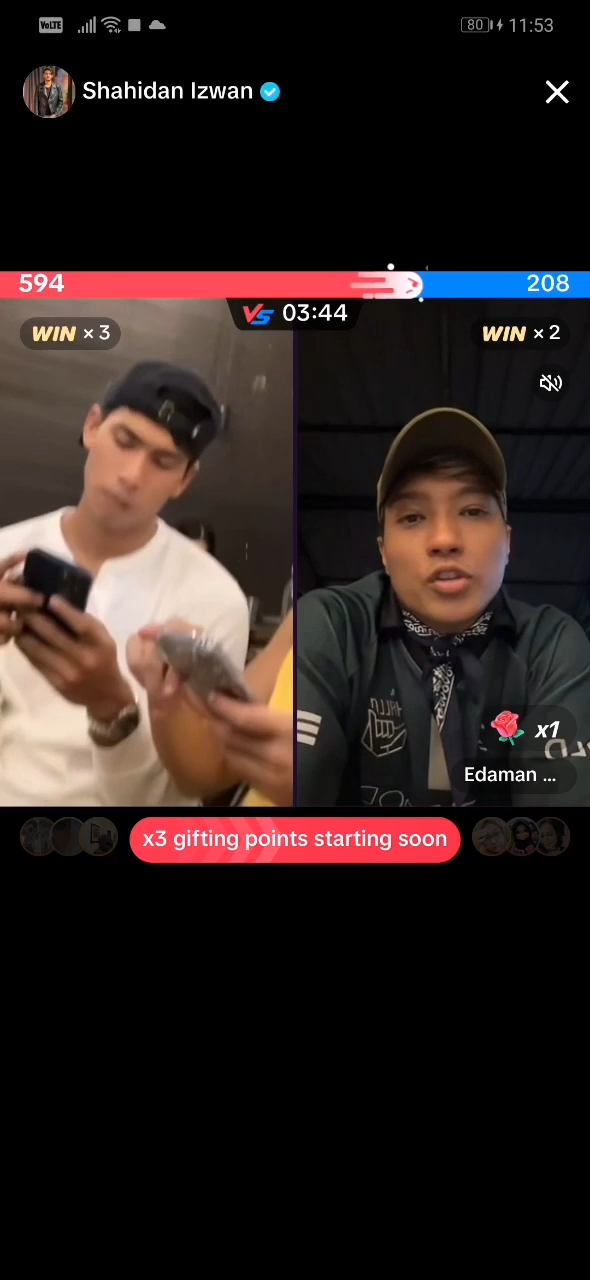 VoLTE 80 11:53
Shahidan Izwan
594 208
VS 03:44
WIN × 3 WIN × 2
x1
Edaman ...
x3 gifting points starting soon